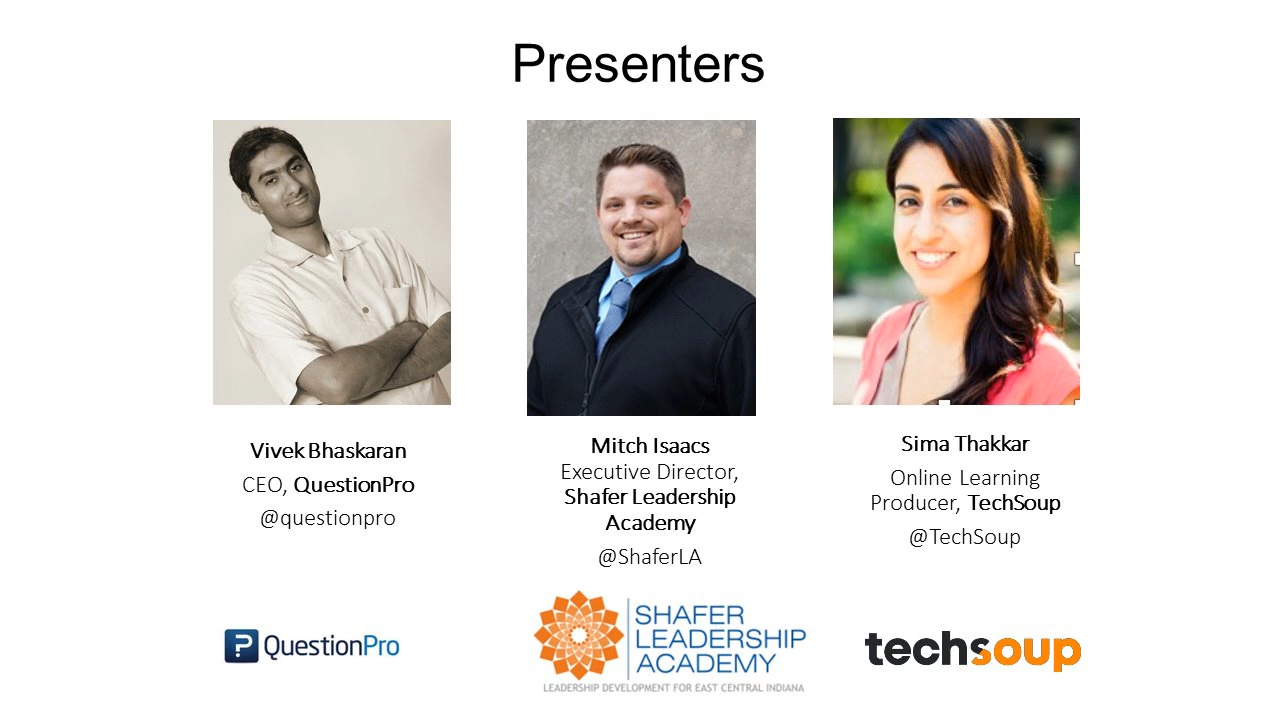 Presenters
Vivek Bhaskaran
CEO, QuestionPro
@questionpro
Mitch Isaacs
Executive Director,
Shafer Leadership
Academy
@ShaferLA
Sima Thakkar
Online Learning
Producer, TechSoup
@TechSoup
? QuestionPro
SHAFER
LEADERSHIP
ACADEMY
LEADERSHIP DEVELOPMENT FOR EAST CENTRAL INDIANA
techsoup